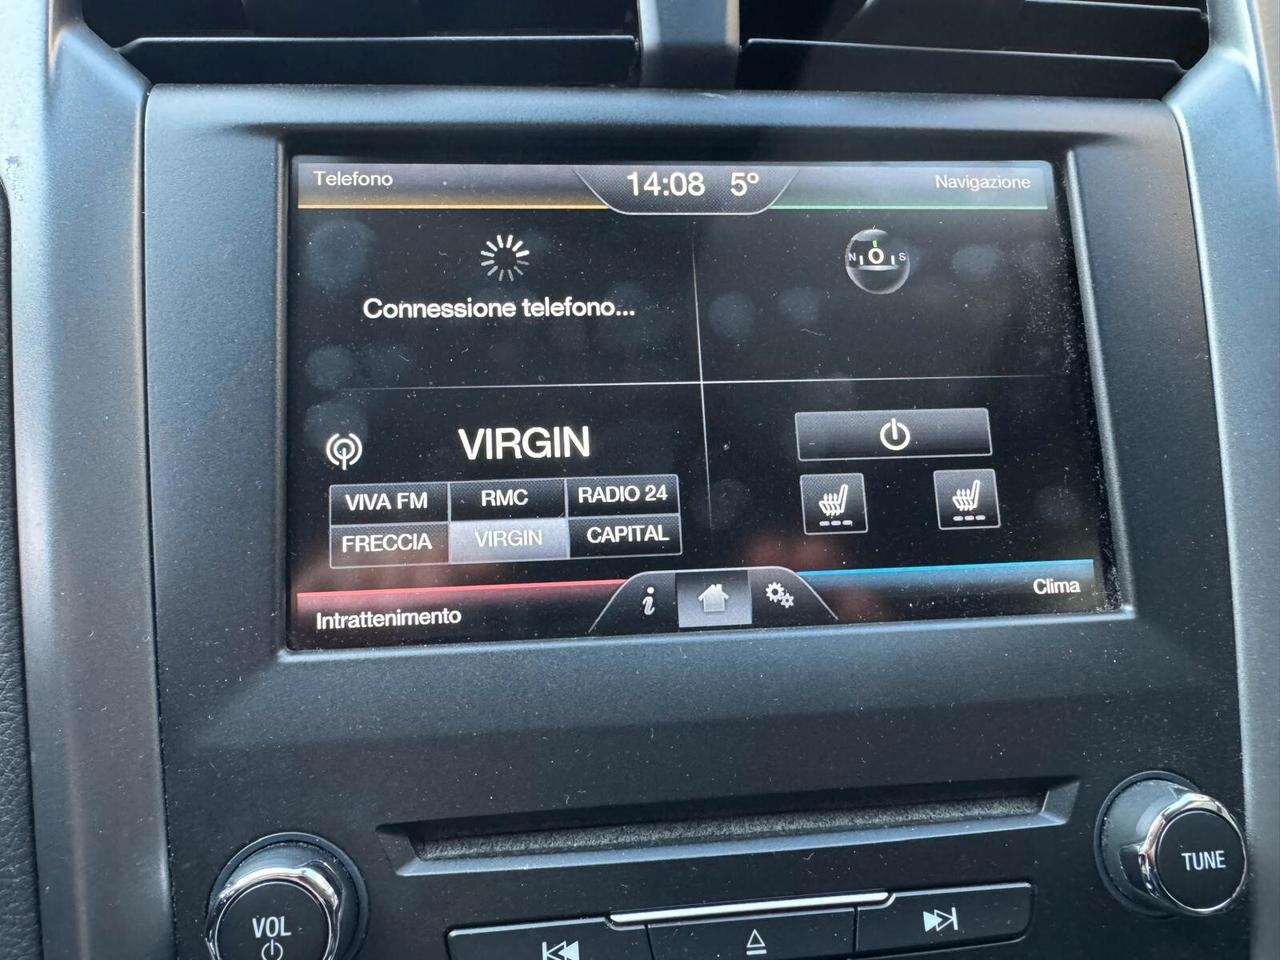 Telefono
14:08 5°
Navigazione
Connessione telefono...
N O S
VIRGIN
VIVA FM
RMC
RADIO 24
FRECCIA
VIRGIN
CAPITAL
Intrattenimento
i
Clima
VOL
TUNE